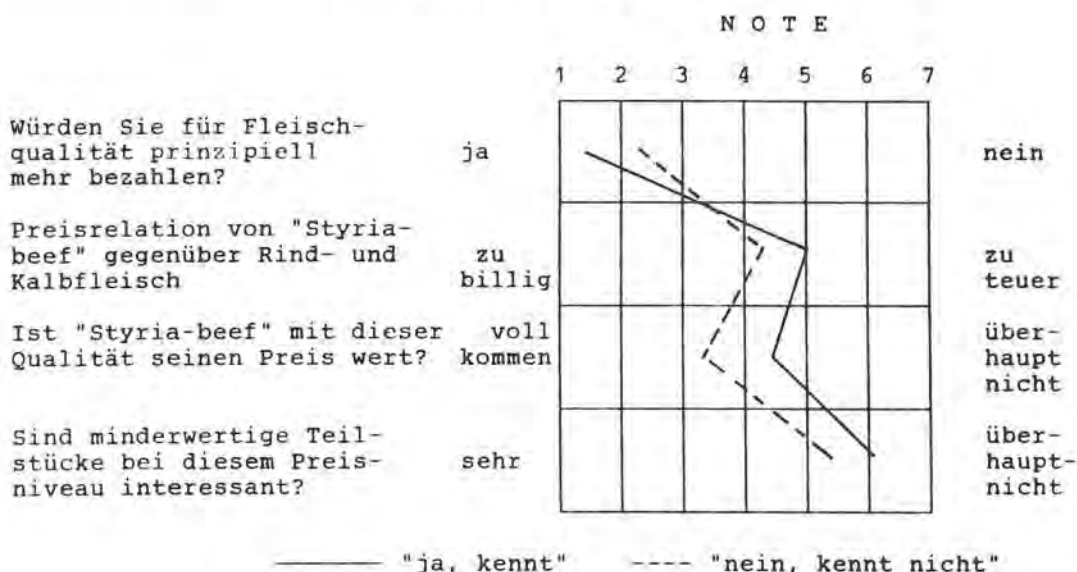 N O T E
1 2 3 4 5 6 7
Würden Sie für Fleisch-
qualität prinzipiell ja nein
mehr bezahlen?
Preisrelation von "Styria-
beef" gegenüber Rind- und zu zu
Kalbfleisch billig teuer
Ist "Styria-beef" mit dieser voll über-
Qualität seinen Preis wert? kommen haupt
nicht
Sind minderwertige Teil- über-
stücke bei diesem Preis- sehr haupt-
niveau interessant? nicht
"ja, kennt" "nein, kennt nicht"